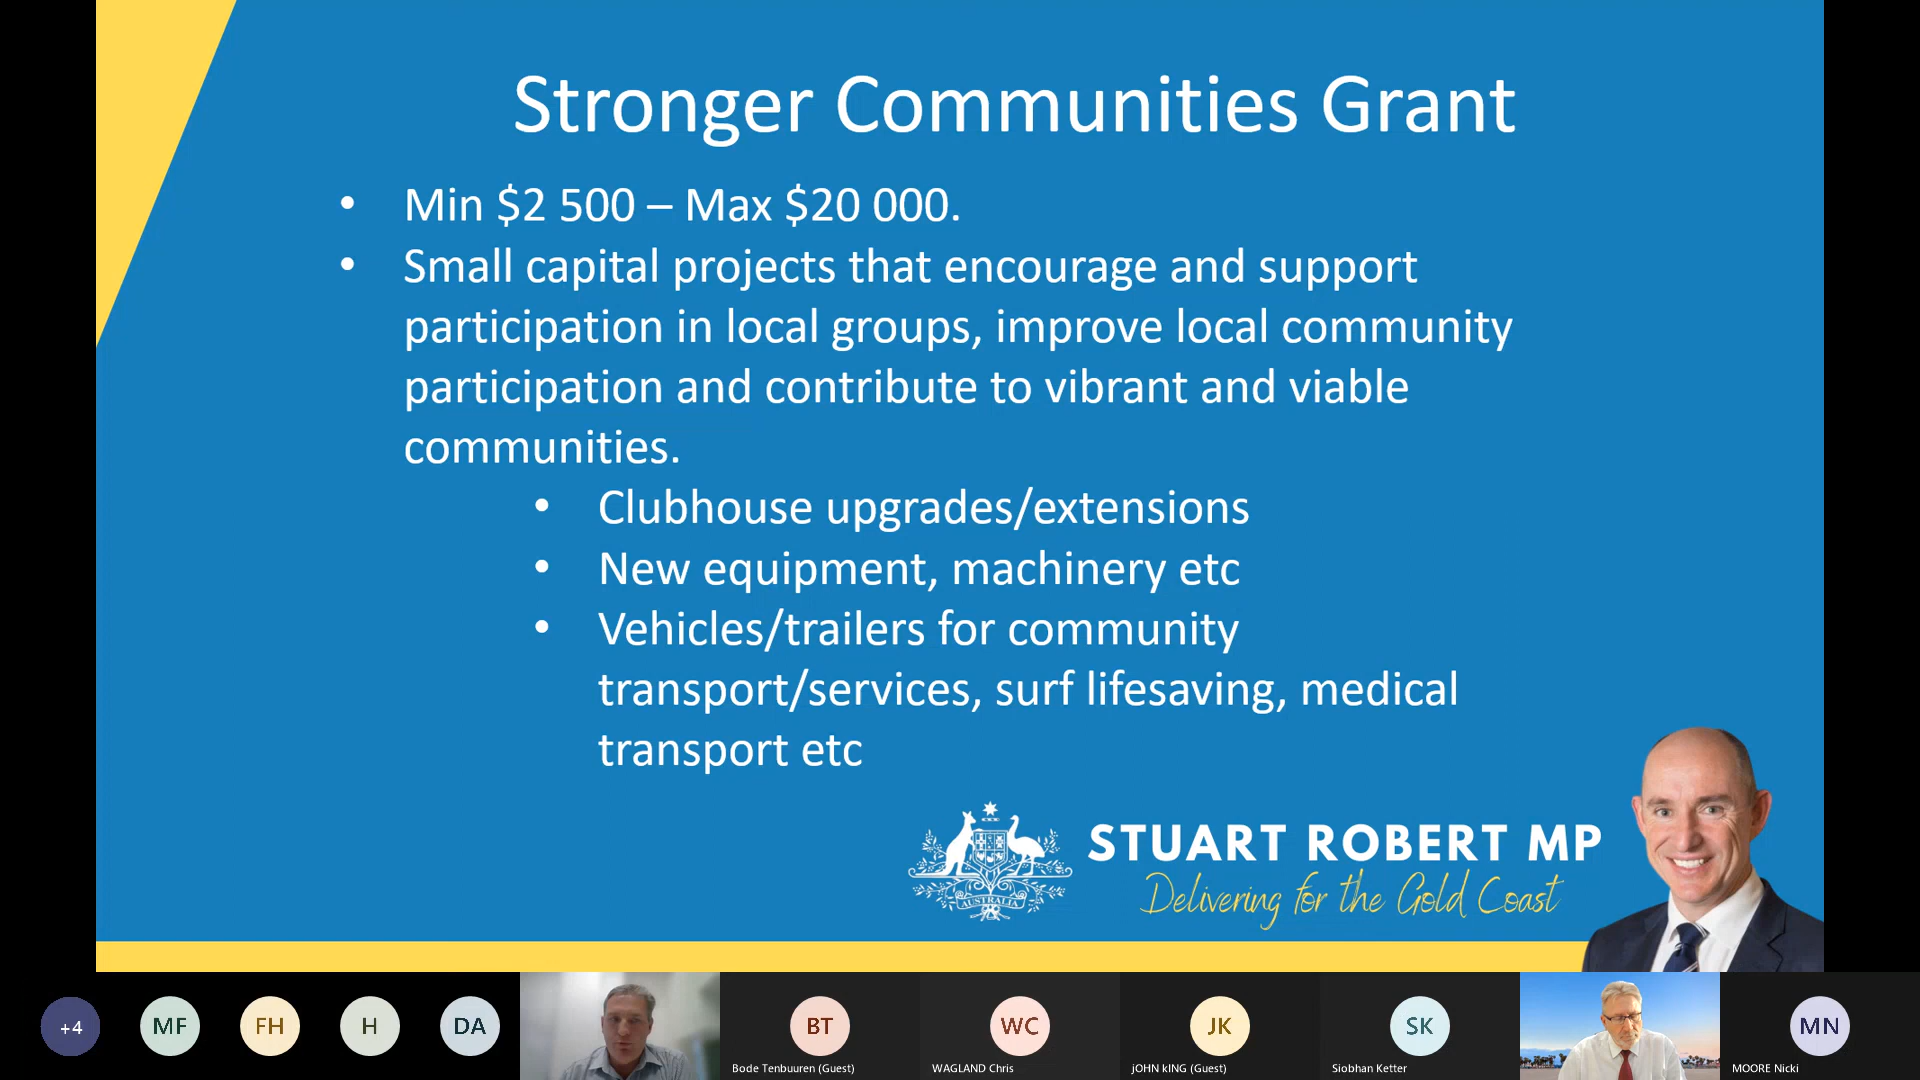 Stronger Communities Grant
• Min $2 500 – Max $20 000.
• Small capital projects that encourage and support
participation in local groups, improve local community
participation and contribute to vibrant and viable
communities.
• Clubhouse upgrades/extensions
• New equipment, machinery etc
• Vehicles/trailers for community
transport/services, surf lifesaving, medical
transport etc
AUSTRALIA
STUART ROBERT MP
Delivering for the Gold Coast
+4
MF
FH
H
DA
BT
Bode Tenbuuren (Guest)
WC
WAGLAND Chris
JK
jOHN kING (Guest)
SK
Siobhan Ketter
MN
MOORE Nicki